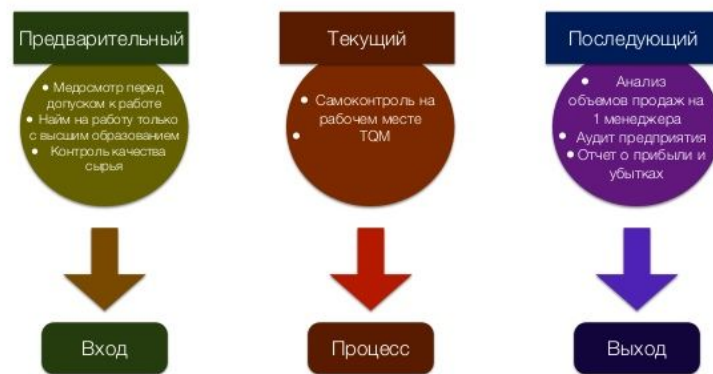 Предварительный
• Медосмотр перед
допуском к работе
• Найм на работу только
с высшим образованием
• Контроль качества
сырья
Вход
Текущий
• Самоконтроль на
рабочем месте
• TQM
Процесс
Последующий
• Анализ
объемов продаж на
1 менеджера
• Аудит предприятия
• Отчет о прибыли и
убытках
Выход